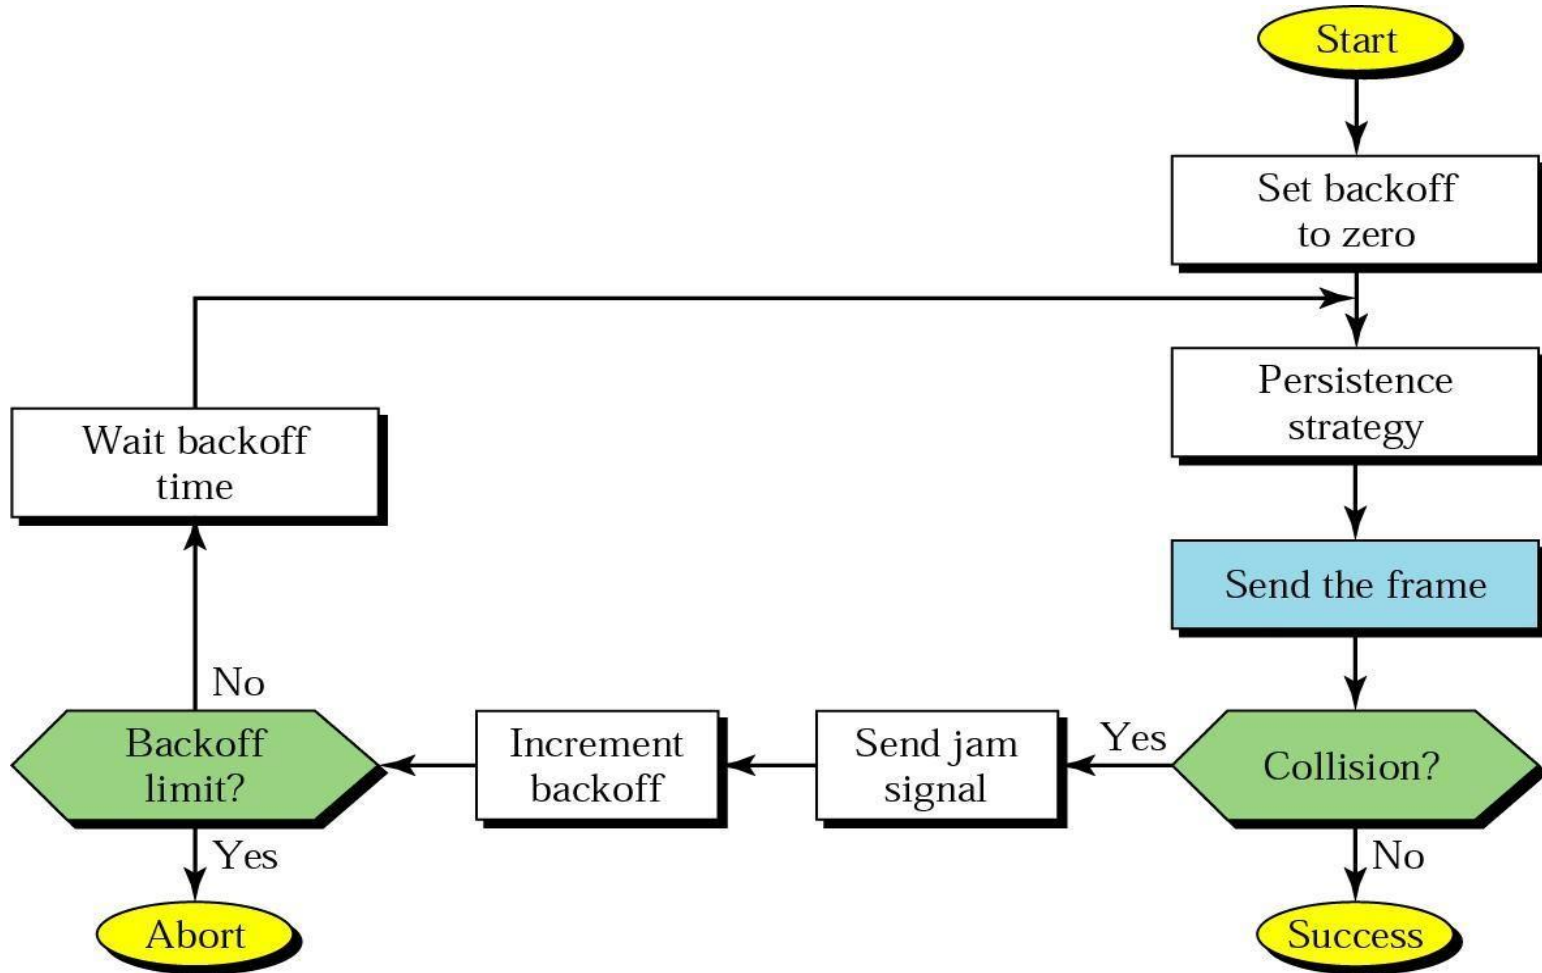 Start
Set backoff
to zero
Persistence
strategy
Wait backoff
time
Send the frame
No
Backoff
limit?
Increment
backoff
Send jam
signal
Yes
Collision?
Yes
No
Abort
Success